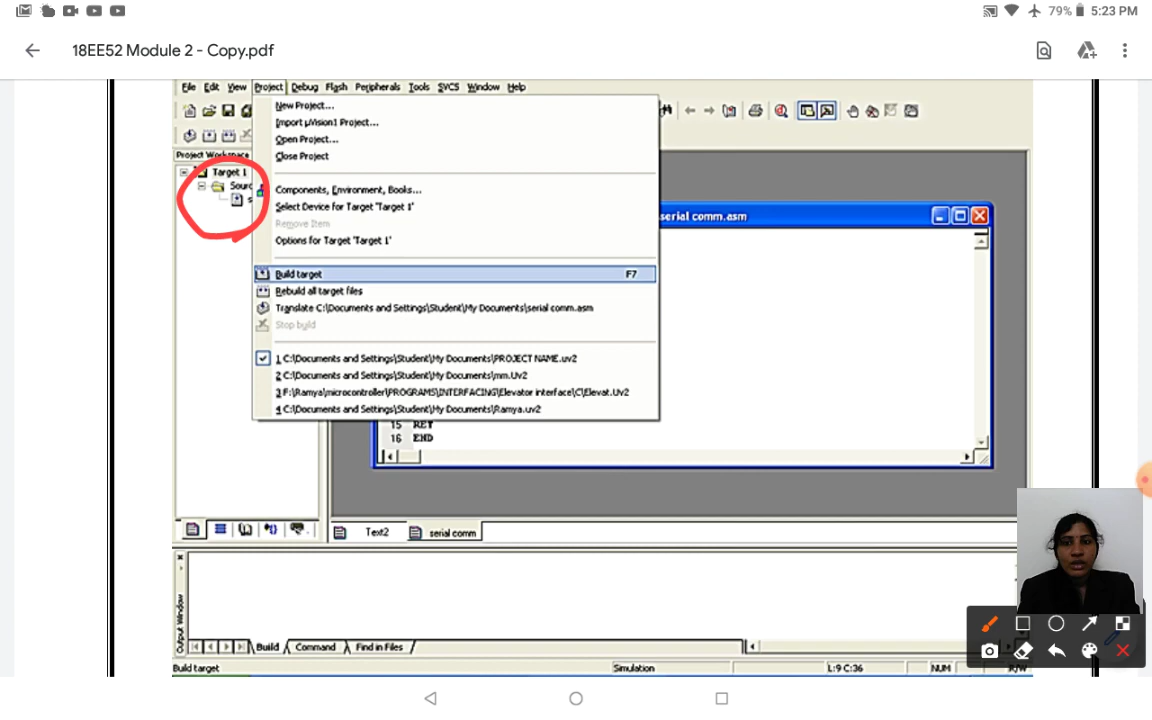 79% 5:23 PM
18EE52 Module 2 - Copy.pdf
File Edit View Project Debug Flash Peripherals Tools SVCS Window Help
New Project...
Import µVision1 Project...
Open Project...
Close Project
Project Workspace
Target 1
Components, Environment, Books...
Select Device for Target 'Target 1'
Remove Item
Options for Target 'Target 1'
serial comm.asm
Build target F7
Rebuild all target files
Translate C:\Documents and Settings\Student\My Documents\serial comm.asm
Stop build
1 C:\Documents and Settings\Student\My Documents\PROJECT NAME.uv2
2 C:\Documents and Settings\Student\My Documents\mm.Uv2
3 F:\Ramya\microcontroller\PROGRAMS\INTERFACING\Elevator interface\C\Elevat.Uv2
4 C:\Documents and Settings\Student\My Documents\Ramya.uv2
15 RET
16 END
Text2 serial comm
Output Window
Build Command Find in Files
Build target Simulation L:9 C:36 NUM R/W